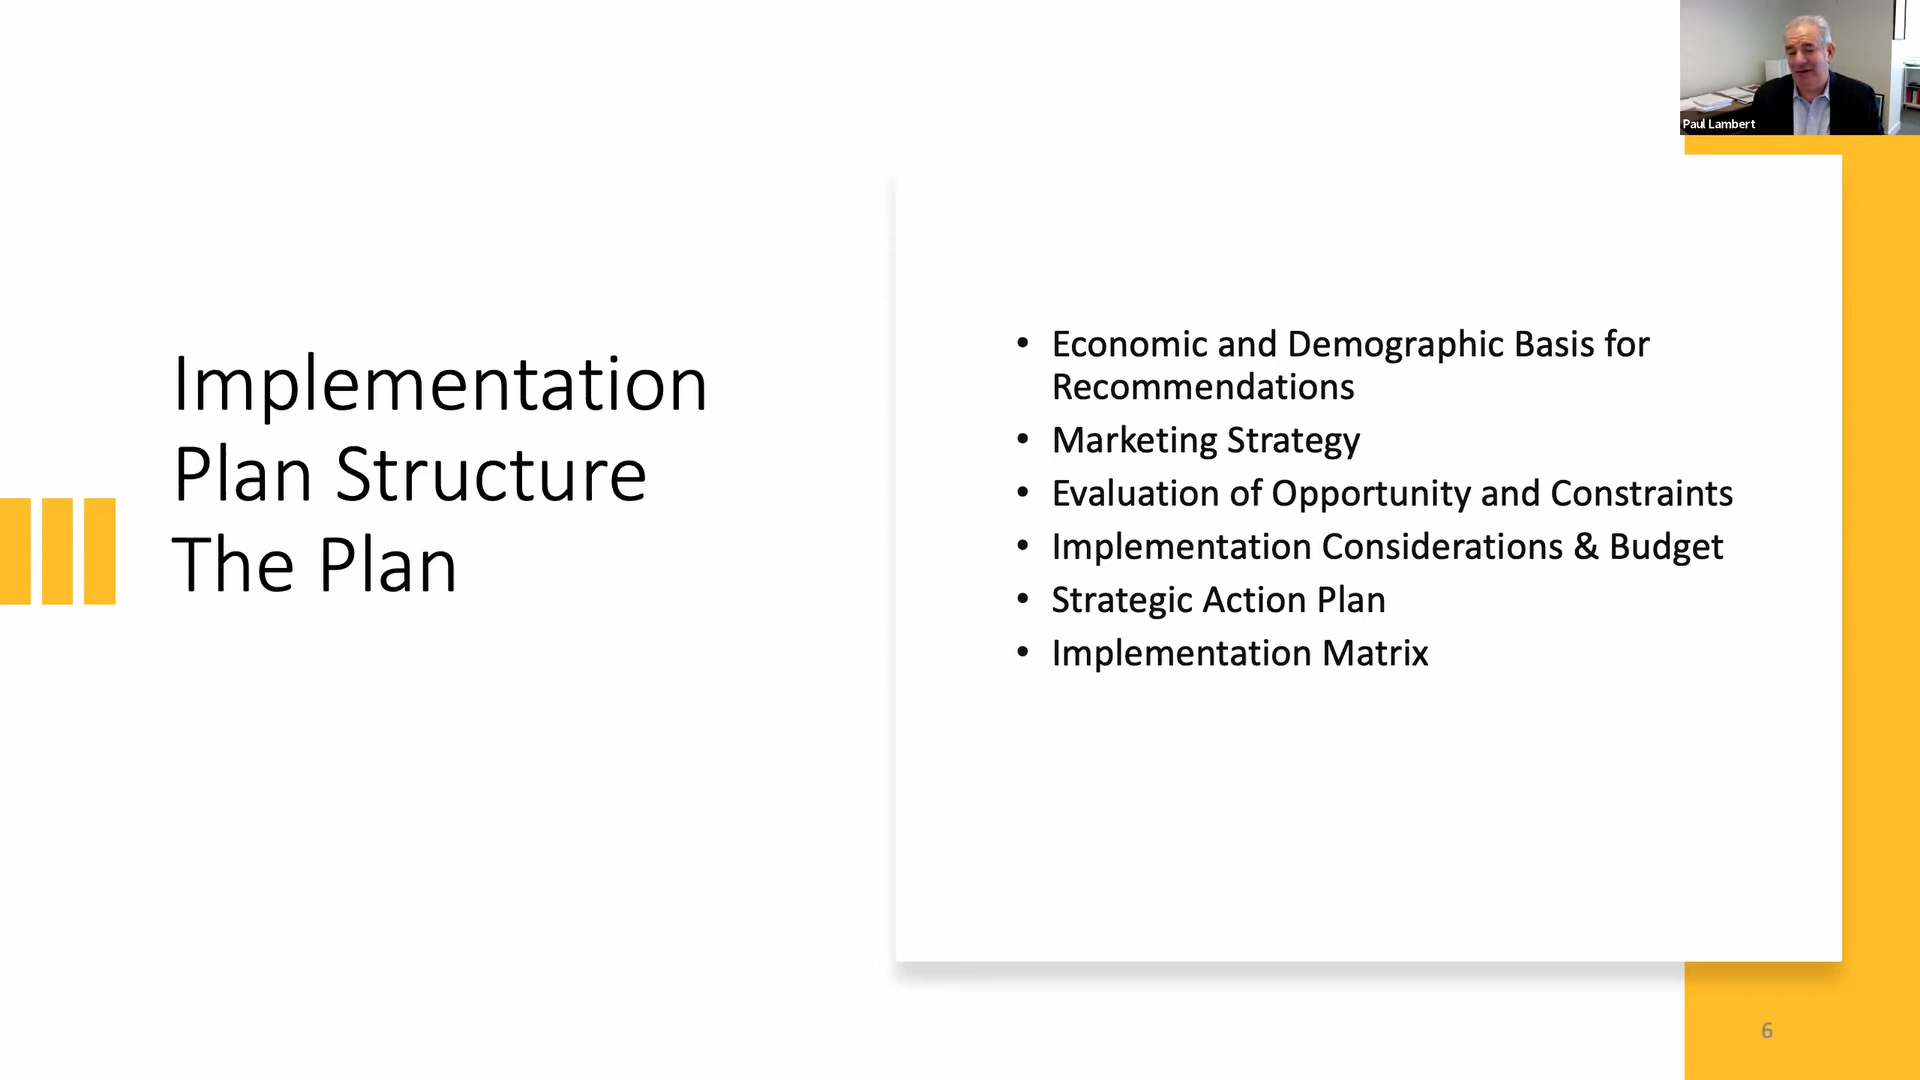 Paul Lambert
Implementation
Plan Structure
The Plan
• Economic and Demographic Basis for
Recommendations
• Marketing Strategy
• Evaluation of Opportunity and Constraints
• Implementation Considerations & Budget
• Strategic Action Plan
• Implementation Matrix
6